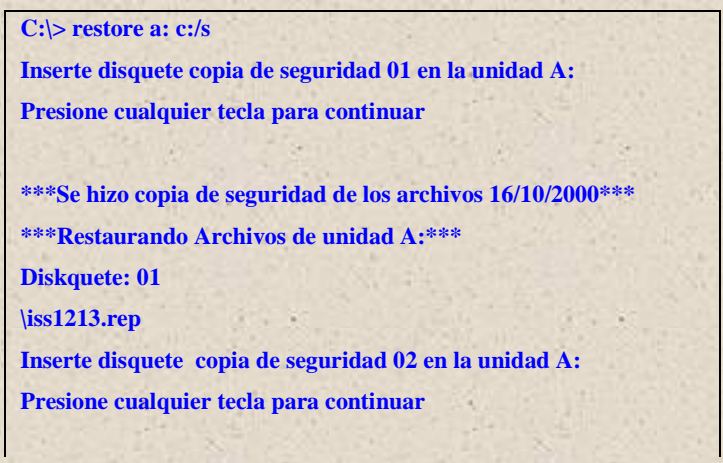 C:\> restore a: c:/s
Inserte disquete copia de seguridad 01 en la unidad A:
Presione cualquier tecla para continuar
***Se hizo copia de seguridad de los archivos 16/10/2000***
***Restaurando Archivos de unidad A:***
Diskquete: 01
\iss1213.rep
Inserte disquete  copia de seguridad 02 en la unidad A:
Presione cualquier tecla para continuar